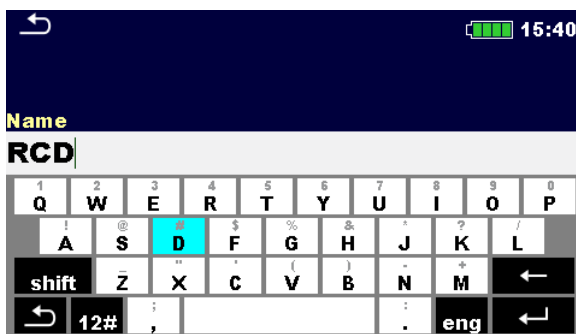 15:40
Name
RCD
1 2 3 4 5 6 7 8 9 0
Q W E R T Y U I O P
! @ # $ % & * ? /
A S D F G H J K L
_ " ' ( ) - +
shift Z X C V B N M
; :
12# , . eng